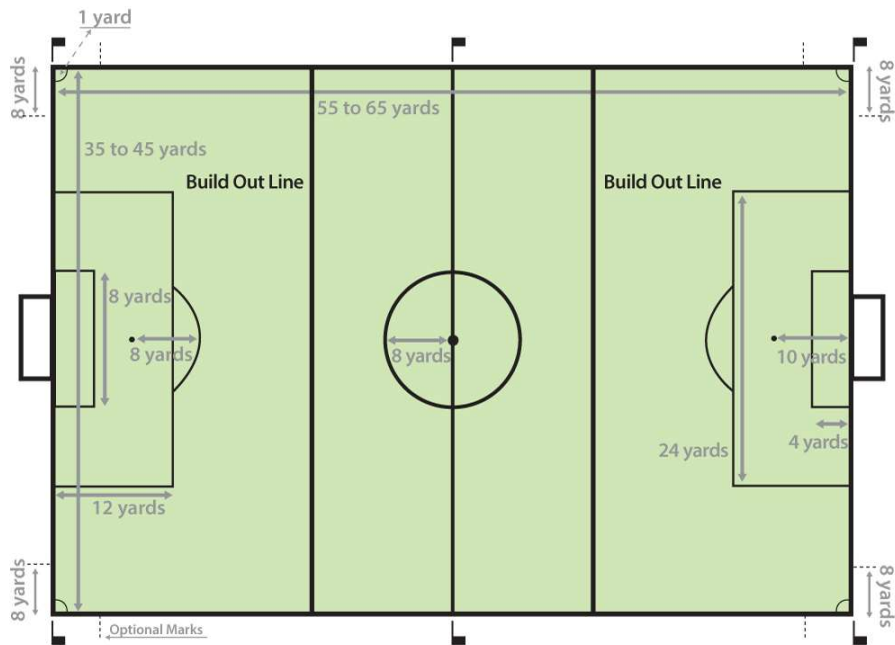 1 yard
8 yards
8 yards
55 to 65 yards
35 to 45 yards
Build Out Line
Build Out Line
8 yards
8 yards
8 yards
10 yards
4 yards
24 yards
12 yards
8 yards
8 yards
Optional Marks